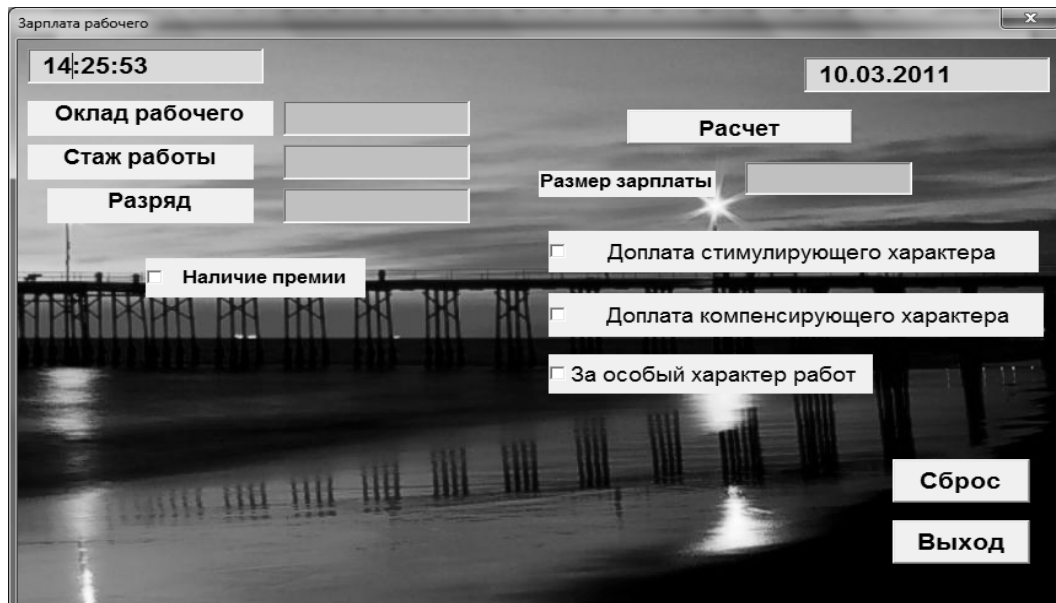 Зарплата рабочего
14:25:53
10.03.2011
Оклад рабочего
Расчет
Стаж работы
Размер зарплаты
Разряд
Доплата стимулирующего характера
Наличие премии
Доплата компенсирующего характера
За особый характер работ
Сброс
Выход